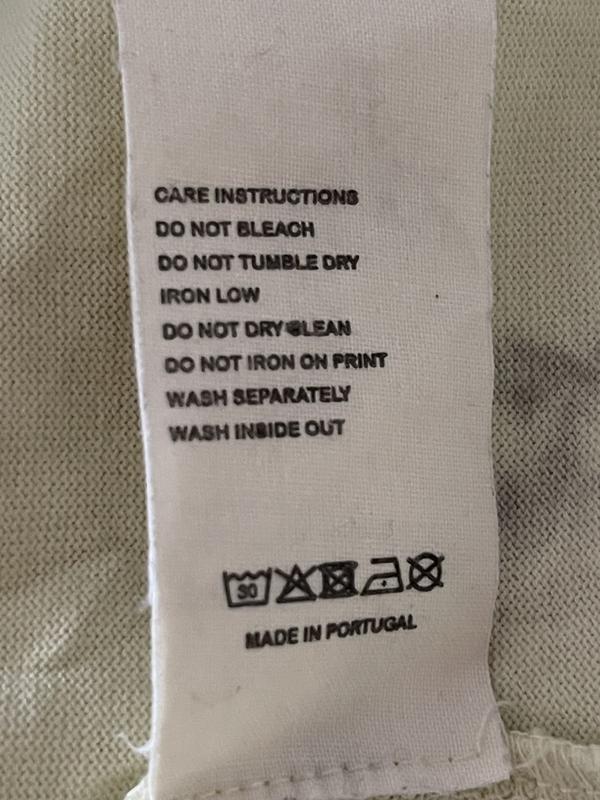 CARE INSTRUCTIONS
DO NOT BLEACH
DO NOT TUMBLE DRY
IRON LOW
DO NOT DRY CLEAN
DO NOT IRON ON PRINT
WASH SEPARATELY
WASH INSIDE OUT
30
MADE IN PORTUGAL